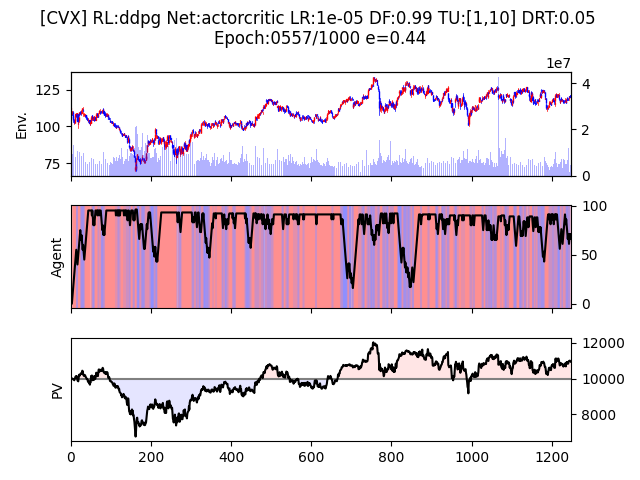 [CVX] RL:ddpg Net:actorcritic LR:1e-05 DF:0.99 TU:[1,10] DRT:0.05
Epoch:0557/1000 e=0.44
1e7
125
100
75
Env.
4
2
0
Agent
100
50
0
PV
12000
10000
8000
0 200 400 600 800 1000 1200